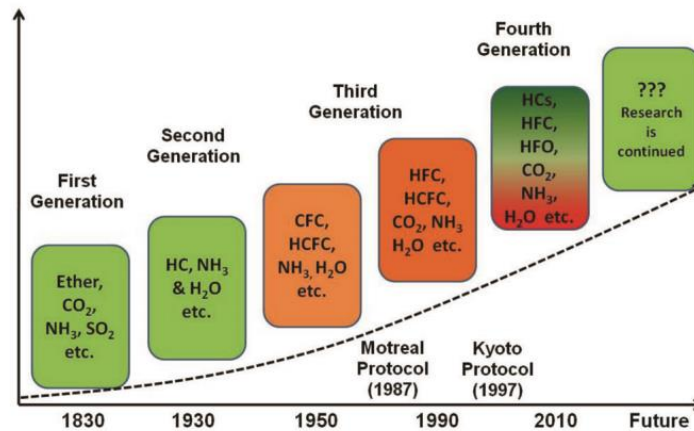 First
Generation
Ether,
CO₂,
NH₃, SO₂
etc.
Second
Generation
HC, NH₃
& H₂O
etc.
CFC,
HCFC,
NH₃, H₂O
etc.
Third
Generation
HFC,
HCFC,
CO₂, NH₃
H₂O etc.
Fourth
Generation
HCs,
HFC,
HFO,
CO₂,
NH₃,
H₂O etc.
???
Research
is
continued
Motreal
Protocol
(1987)
Kyoto
Protocol
(1997)
1830 1930 1950 1990 2010 Future